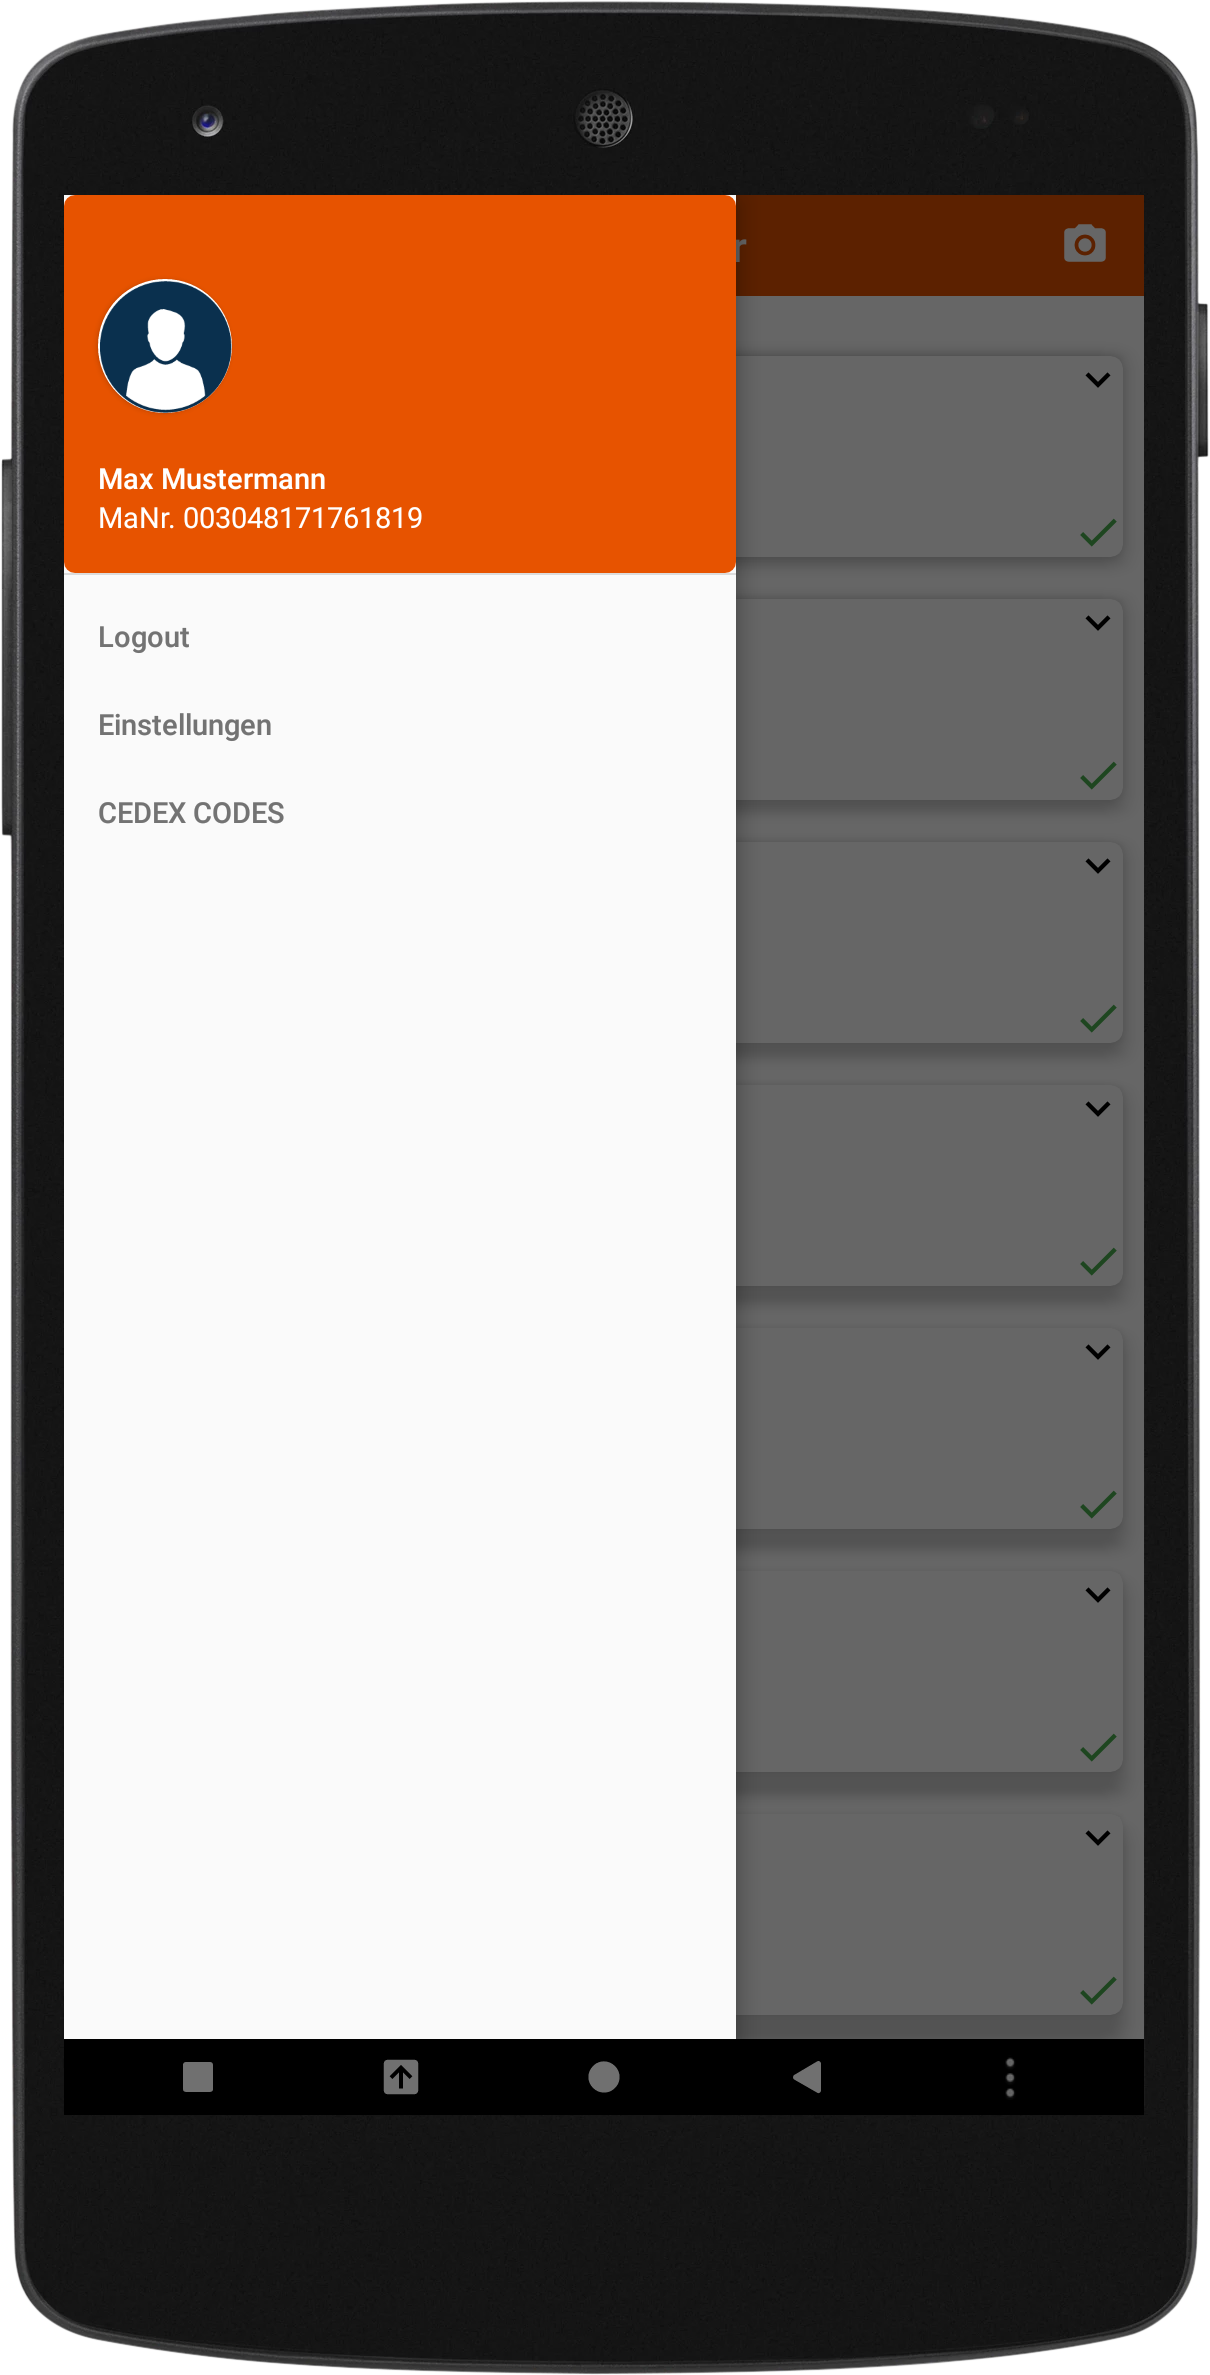 Max Mustermann
MaNr. 003048171761819
Logout
Einstellungen
CEDEX CODES